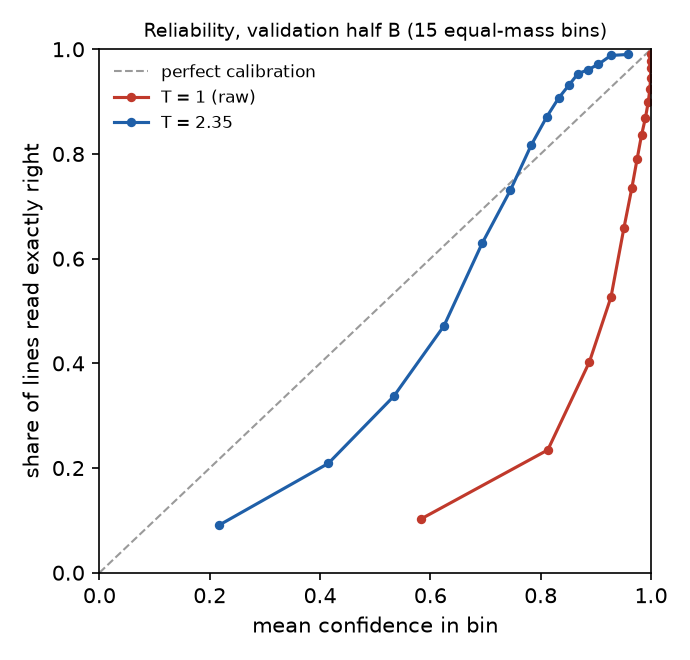 Reliability, validation half B (15 equal-mass bins)
perfect calibration
T = 1 (raw)
T = 2.35
share of lines read exactly right
1.0
0.8
0.6
0.4
0.2
0.0
0.0 0.2 0.4 0.6 0.8 1.0
mean confidence in bin